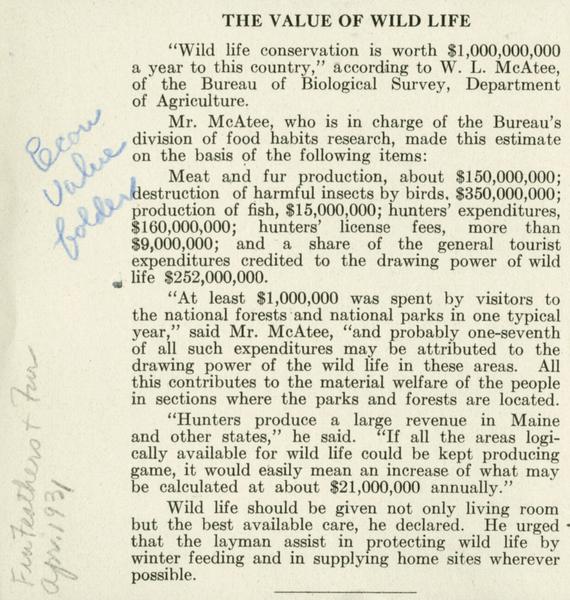 THE VALUE OF WILD LIFE
"Wild life conservation is worth $1,000,000,000
a year to this country," according to W. L. McAtee,
of the Bureau of Biological Survey, Department
of Agriculture.
Mr. McAtee, who is in charge of the Bureau's
division of food habits research, made this estimate
on the basis of the following items:
Meat and fur production, about $150,000,000;
destruction of harmful insects by birds, $350,000,000;
production of fish, $15,000,000; hunters' expenditures,
$160,000,000; hunters' license fees, more than
$9,000,000; and a share of the general tourist
expenditures credited to the drawing power of wild
life $252,000,000.
"At least $1,000,000 was spent by visitors to
the national forests and national parks in one typical
year," said Mr. McAtee, "and probably one-seventh
of all such expenditures may be attributed to the
drawing power of the wild life in these areas. All
this contributes to the material welfare of the people
in sections where the parks and forests are located.
"Hunters produce a large revenue in Maine
and other states," he said. "If all the areas logi-
cally available for wild life could be kept producing
game, it would easily mean an increase of what may
be calculated at about $21,000,000 annually."
Wild life should be given not only living room
but the best available care, he declared. He urged
that the layman assist in protecting wild life by
winter feeding and in supplying home sites wherever
possible.
Econ
Value
folder
Fins Feathers + Fur
Apr. 1931